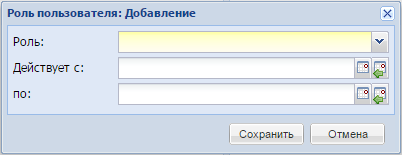 Роль пользователя: Добавление
Роль:
Действует с:
по:
Сохранить Отмена